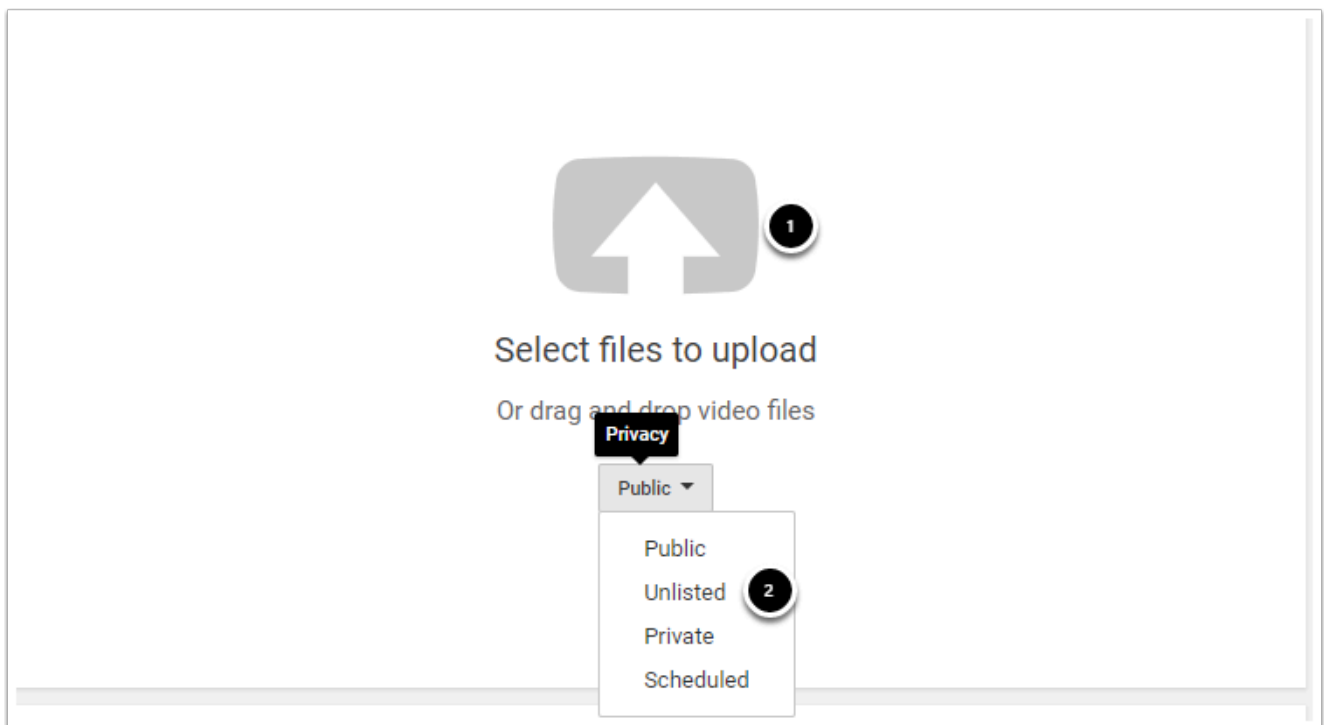 1
Select files to upload
Or drag and drop video files
Privacy
Public
Public
Unlisted 2
Private
Scheduled